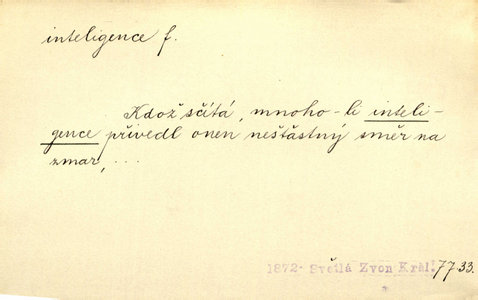 inteligence f.
Kdož sčítá, mnoho-li inteli-
gence přivedl onen nešťastný směr na
zmar, ...
1872- Světlá Zvon Král. 77 33.